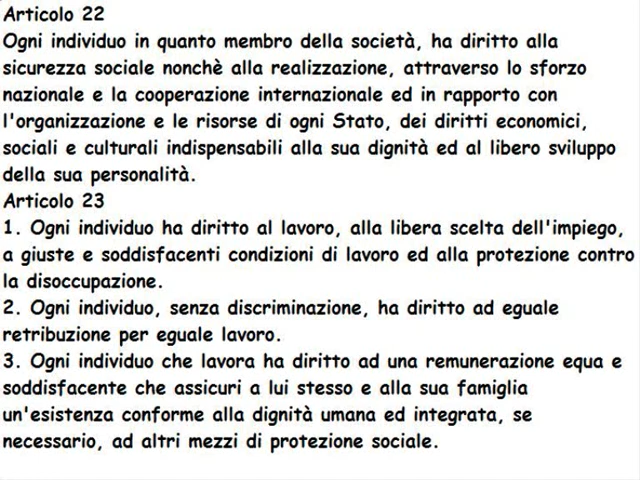 Articolo 22
Ogni individuo in quanto membro della società, ha diritto alla
sicurezza sociale nonchè alla realizzazione, attraverso lo sforzo
nazionale e la cooperazione internazionale ed in rapporto con
l'organizzazione e le risorse di ogni Stato, dei diritti economici,
sociali e culturali indispensabili alla sua dignità ed al libero sviluppo
della sua personalità.
Articolo 23
1. Ogni individuo ha diritto al lavoro, alla libera scelta dell'impiego,
a giuste e soddisfacenti condizioni di lavoro ed alla protezione contro
la disoccupazione.
2. Ogni individuo, senza discriminazione, ha diritto ad eguale
retribuzione per eguale lavoro.
3. Ogni individuo che lavora ha diritto ad una remunerazione equa e
soddisfacente che assicuri a lui stesso e alla sua famiglia
un'esistenza conforme alla dignità umana ed integrata, se
necessario, ad altri mezzi di protezione sociale.